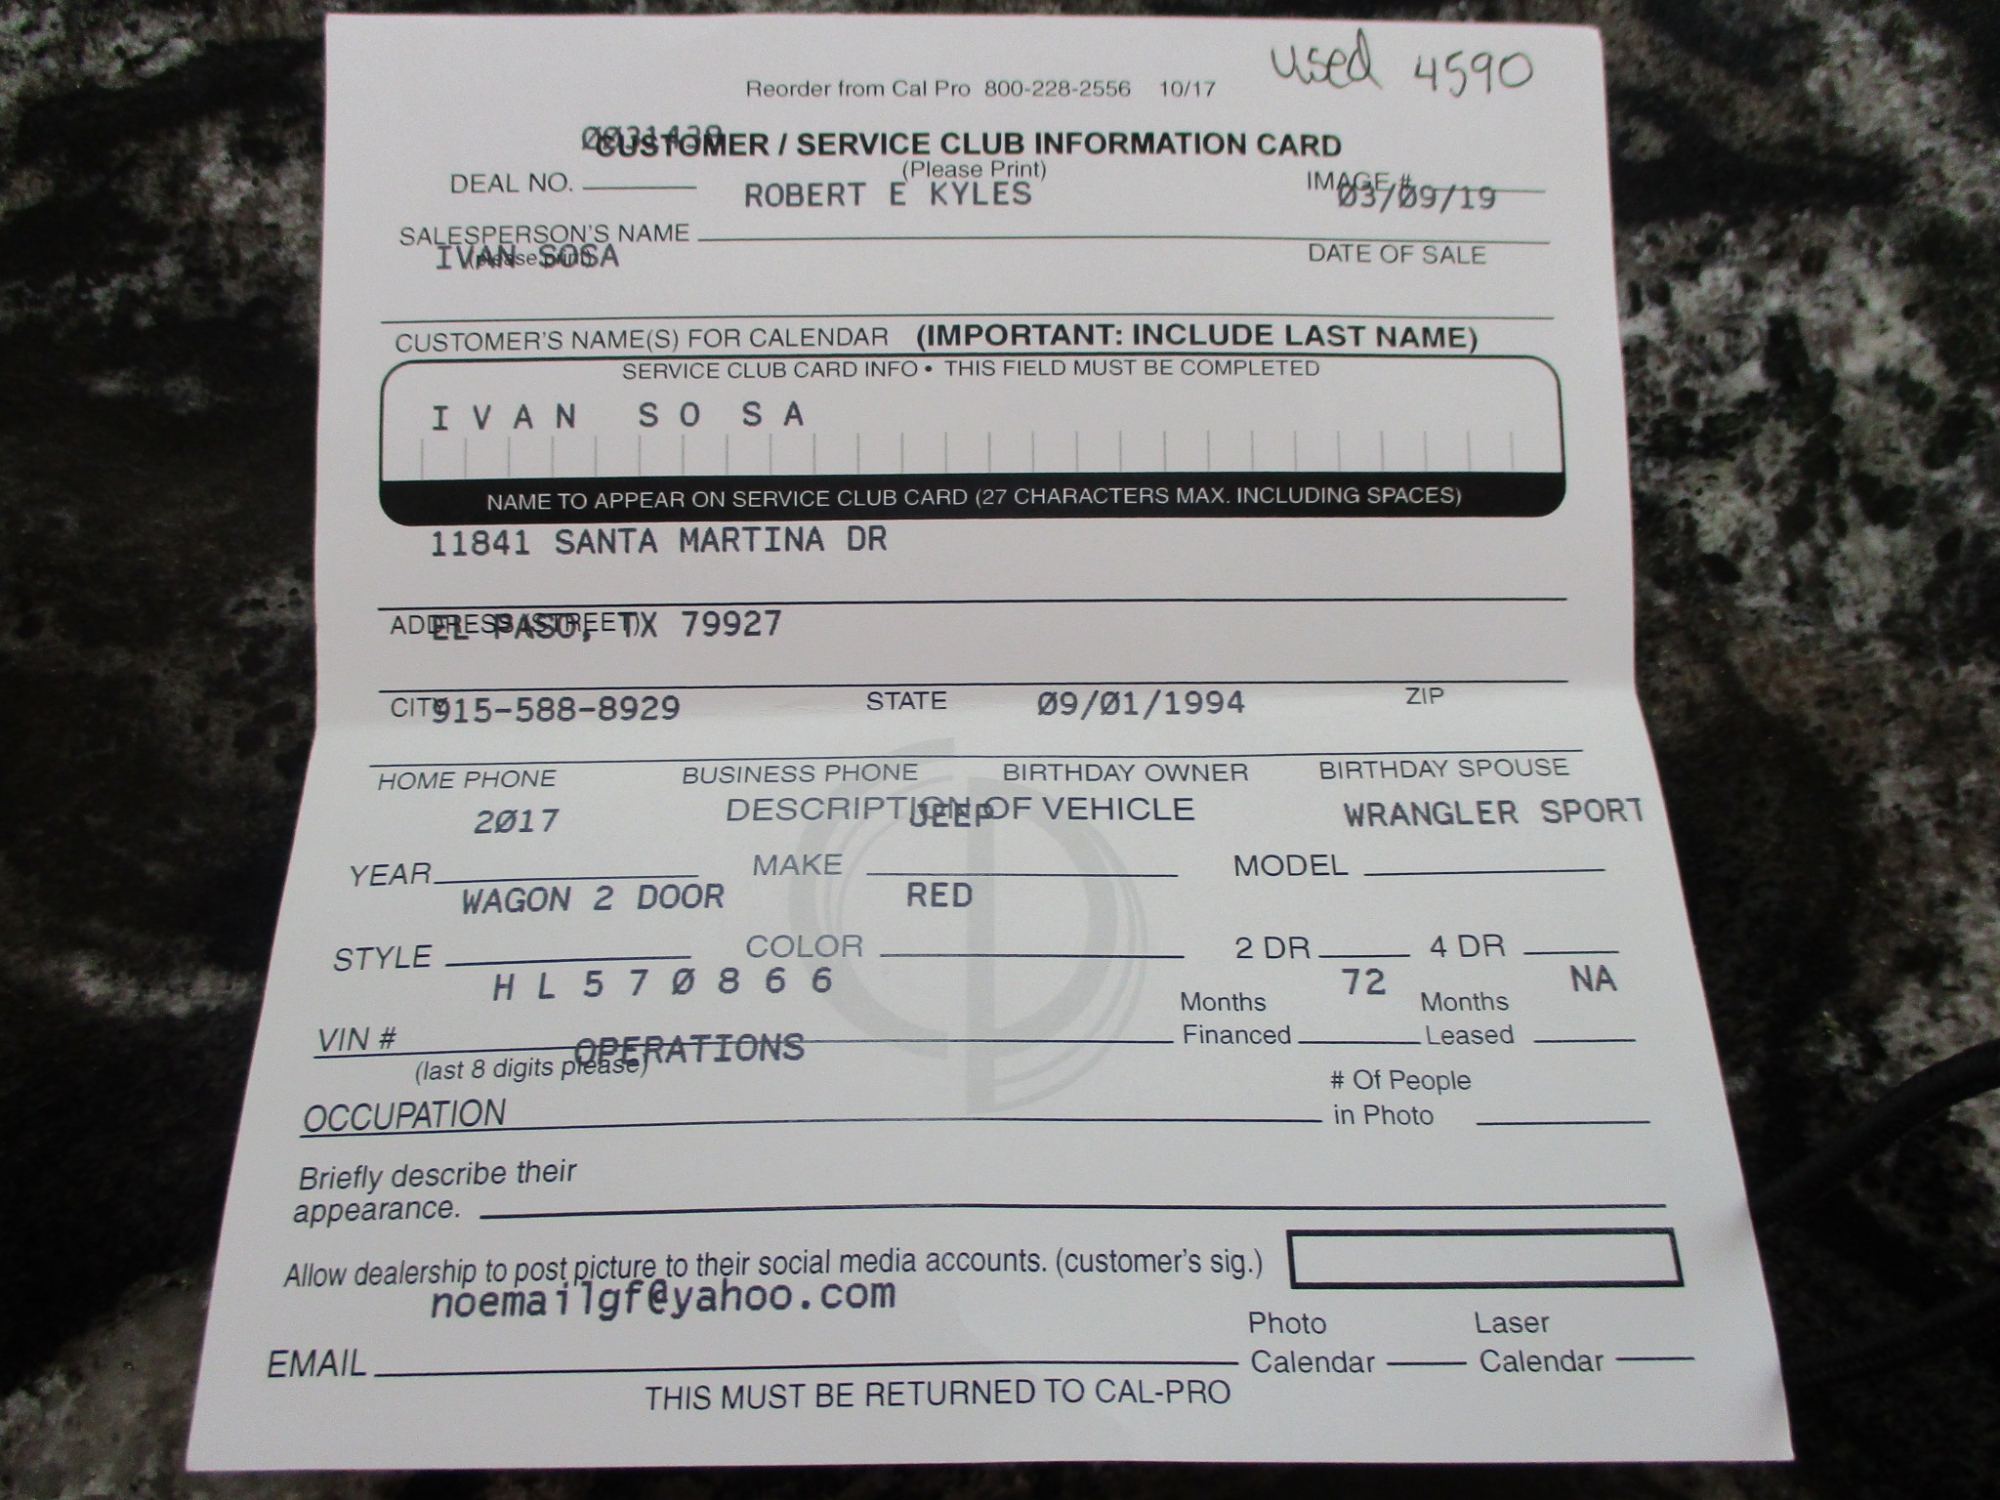 used 4590
Reorder from Cal Pro 800-228-2556 10/17
CUSTOMER / SERVICE CLUB INFORMATION CARD
(Please Print)
DEAL NO. IMAGE #
ROBERT E KYLES 03/09/19
SALESPERSON'S NAME
(please print) DATE OF SALE
IVAN SOSA
CUSTOMER'S NAME(S) FOR CALENDAR (IMPORTANT: INCLUDE LAST NAME)
SERVICE CLUB CARD INFO • THIS FIELD MUST BE COMPLETED
IVAN SOSA
NAME TO APPEAR ON SERVICE CLUB CARD (27 CHARACTERS MAX. INCLUDING SPACES)
11841 SANTA MARTINA DR
ADDRESS (STREET)
EL PASO, TX 79927
CITY STATE ZIP
915-588-8929 09/01/1994
HOME PHONE BUSINESS PHONE BIRTHDAY OWNER BIRTHDAY SPOUSE
DESCRIPTION OF VEHICLE
2017 JEEP WRANGLER SPORT
YEAR MAKE MODEL
WAGON 2 DOOR RED
STYLE COLOR 2 DR 4 DR
HL570866 72 NA
VIN # Months Financed Months Leased
(last 8 digits please)
OPERATIONS
OCCUPATION # Of People in Photo
Briefly describe their
appearance.
Allow dealership to post picture to their social media accounts. (customer's sig.)
noemailgf@yahoo.com
EMAIL Photo Calendar Laser Calendar
THIS MUST BE RETURNED TO CAL-PRO